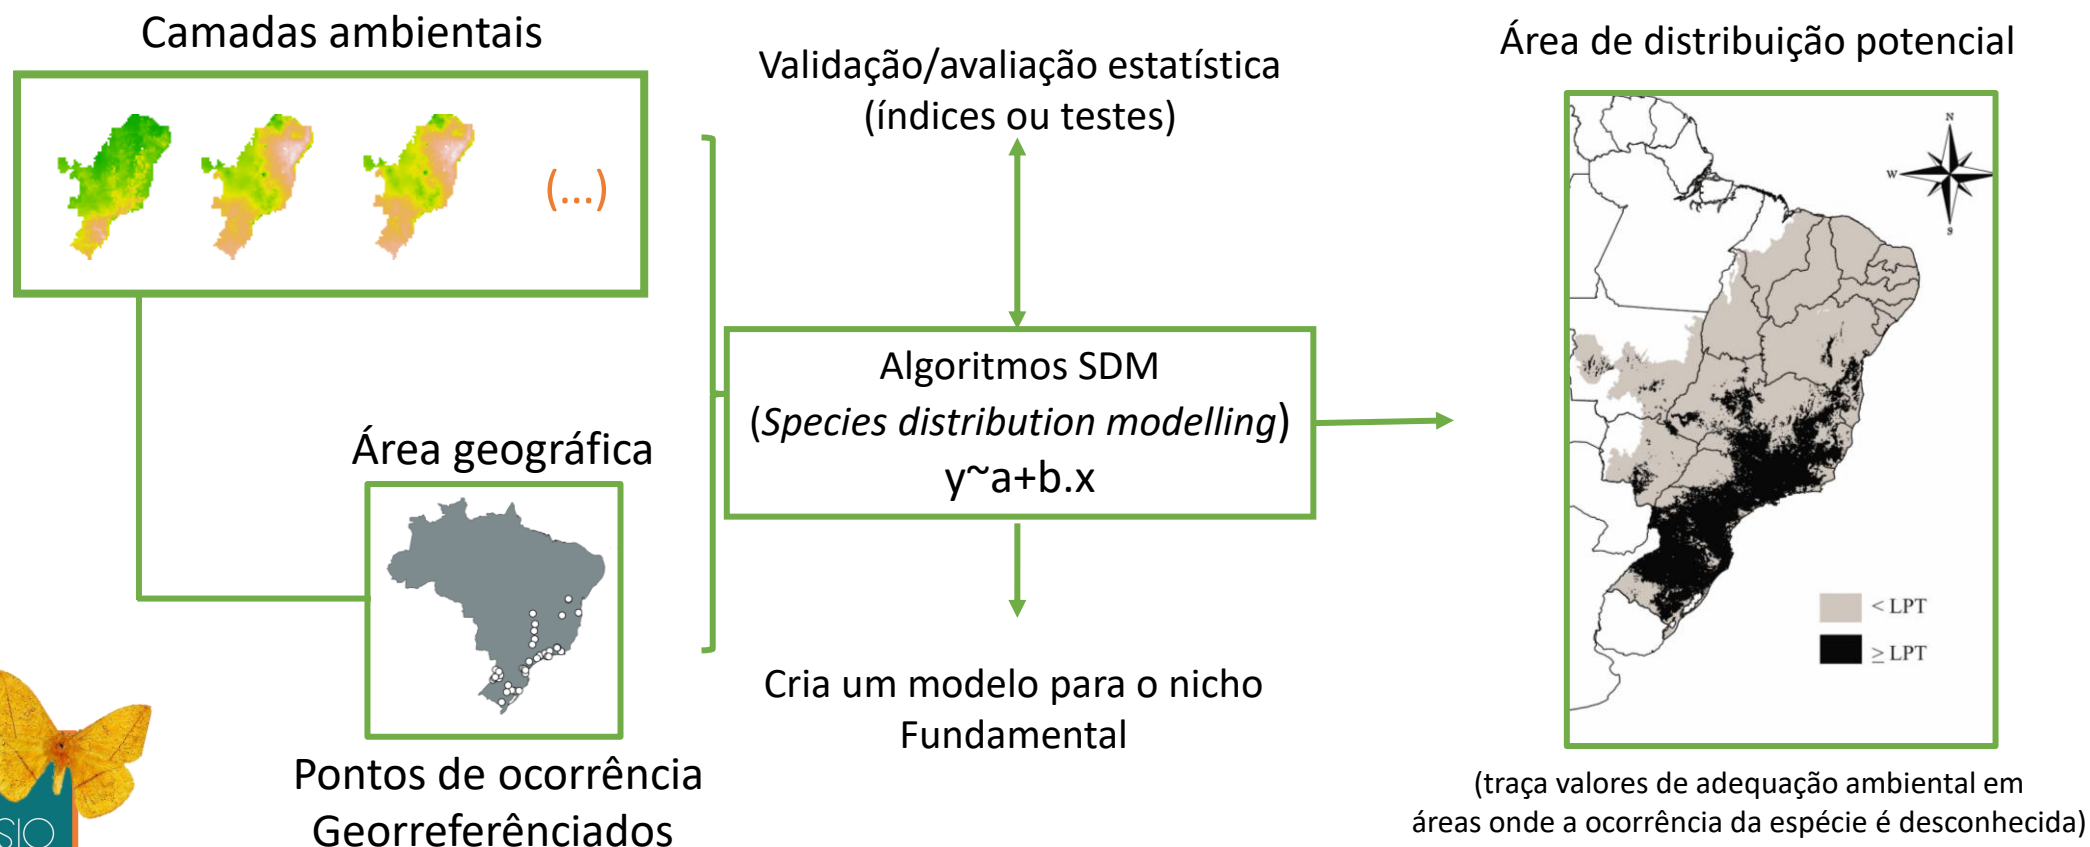 Camadas ambientais
(...)
Área geográfica
Pontos de ocorrência
Georreferênciados
Validação/avaliação estatística
(índices ou testes)
Algoritmos SDM
(Species distribution modelling)
y~a+b.x
Cria um modelo para o nicho
Fundamental
Área de distribuição potencial
N
W
S
< LPT
≥ LPT
(traça valores de adequação ambiental em
áreas onde a ocorrência da espécie é desconhecida)